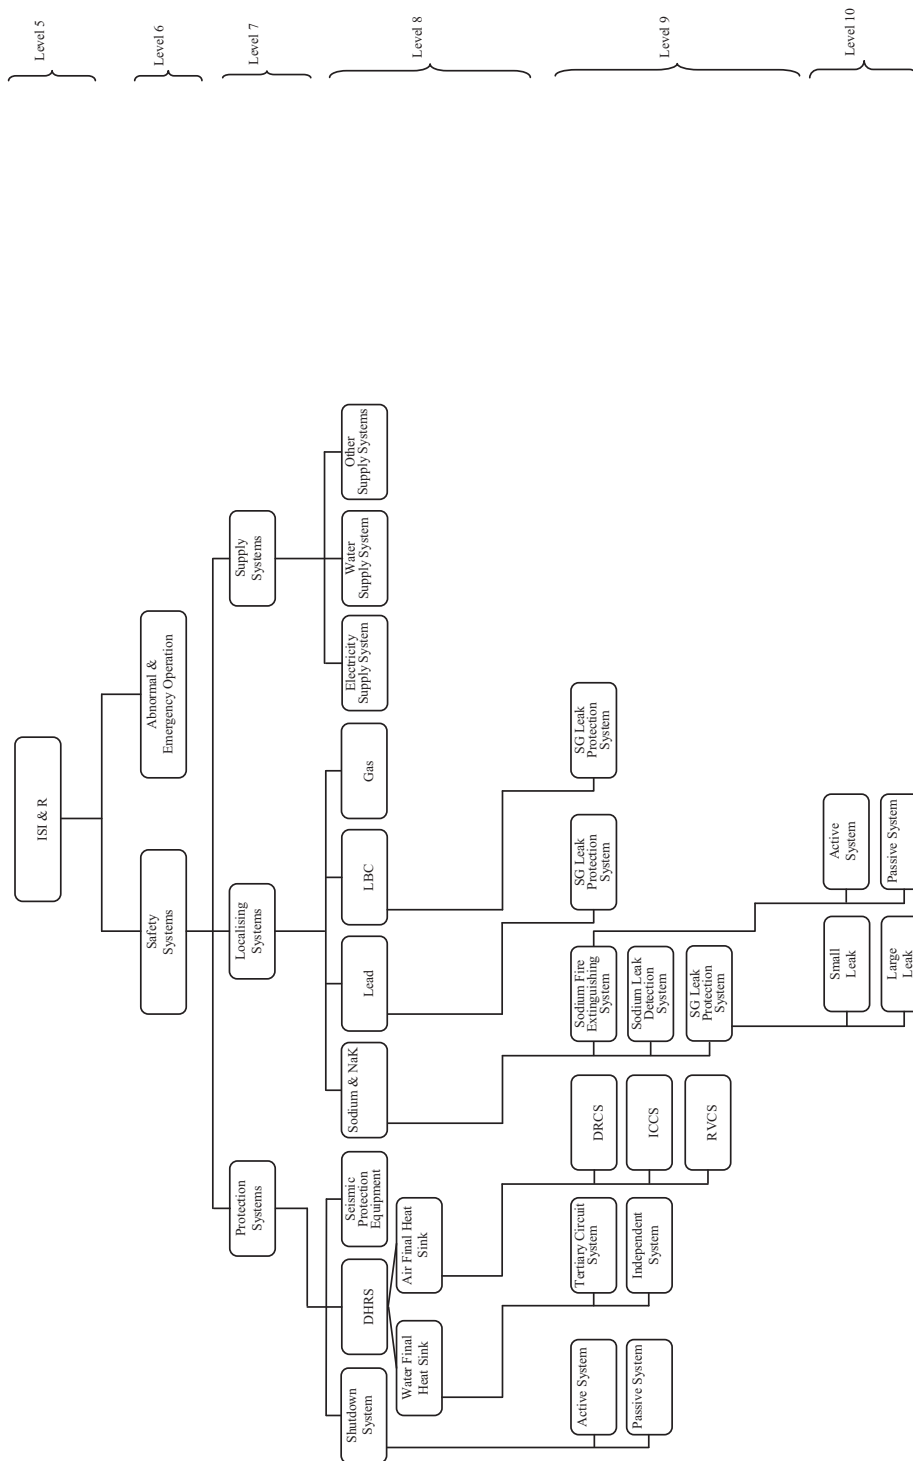 Level 5
ISI & R
Level 6
Safety
Systems
Abnormal &
Emergency Operation
Level 7
Protection
Systems
Localising
Systems
Supply
Systems
Level 8
Shutdown
System
DHRS
Seismic
Protection
Equipment
Sodium & NaK
Lead
LBC
Gas
Electricity
Supply System
Water
Supply System
Other
Supply Systems
Water Final
Heat Sink
Air Final Heat
Sink
Level 9
Active System
Passive System
Tertiary Circuit
System
Independent
System
DRCS
ICCS
RVCS
Sodium Fire
Extinguishing
System
Sodium Leak
Detection
System
SG Leak
Protection
System
SG Leak
Protection
System
SG Leak
Protection
System
Level 10
Small
Leak
Large
Leak
Active
System
Passive System